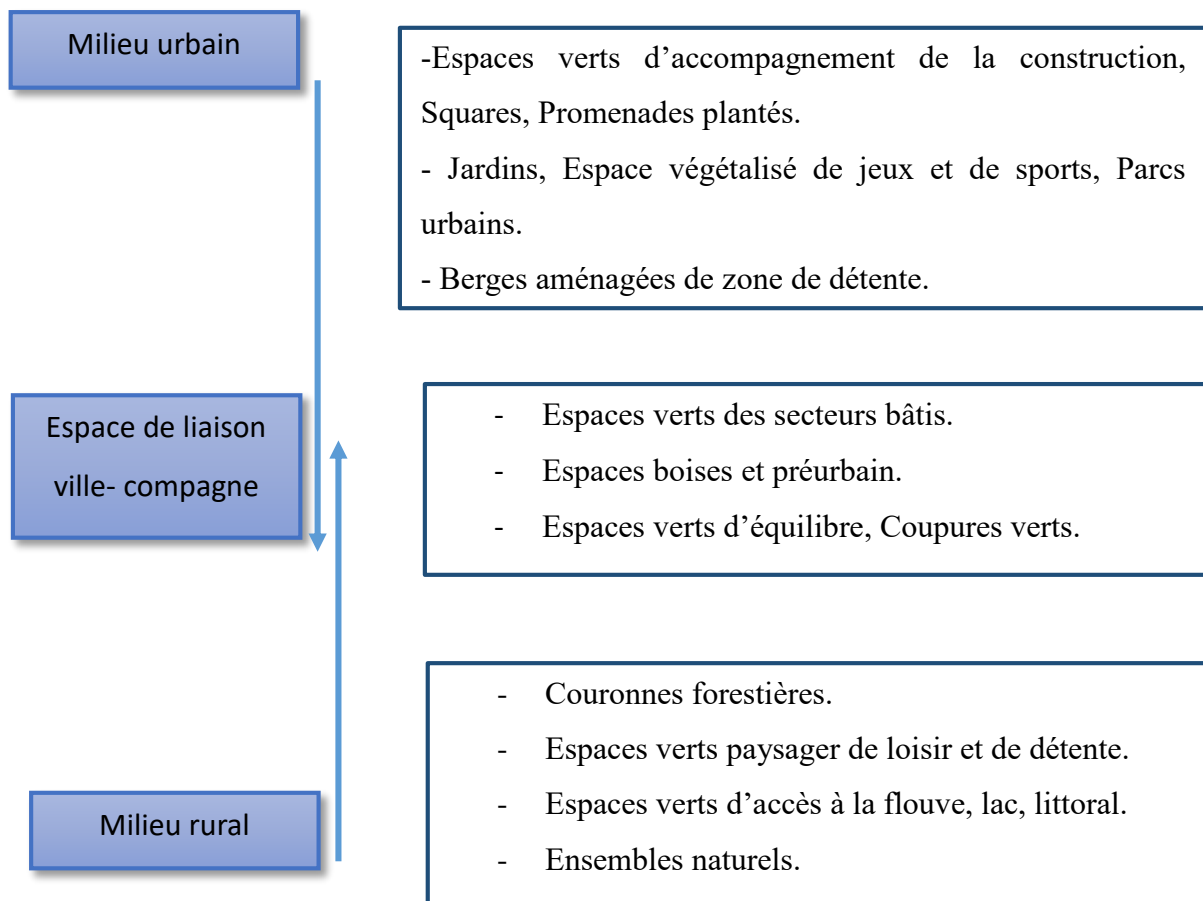 Milieu urbain
-Espaces verts d’accompagnement de la construction,
Squares, Promenades plantés.
- Jardins, Espace végétalisé de jeux et de sports, Parcs
urbains.
- Berges aménagées de zone de détente.
Espace de liaison
ville- compagne
- Espaces verts des secteurs bâtis.
- Espaces boises et préurbain.
- Espaces verts d’équilibre, Coupures verts.
Milieu rural
- Couronnes forestières.
- Espaces verts paysager de loisir et de détente.
- Espaces verts d’accès à la flouve, lac, littoral.
- Ensembles naturels.